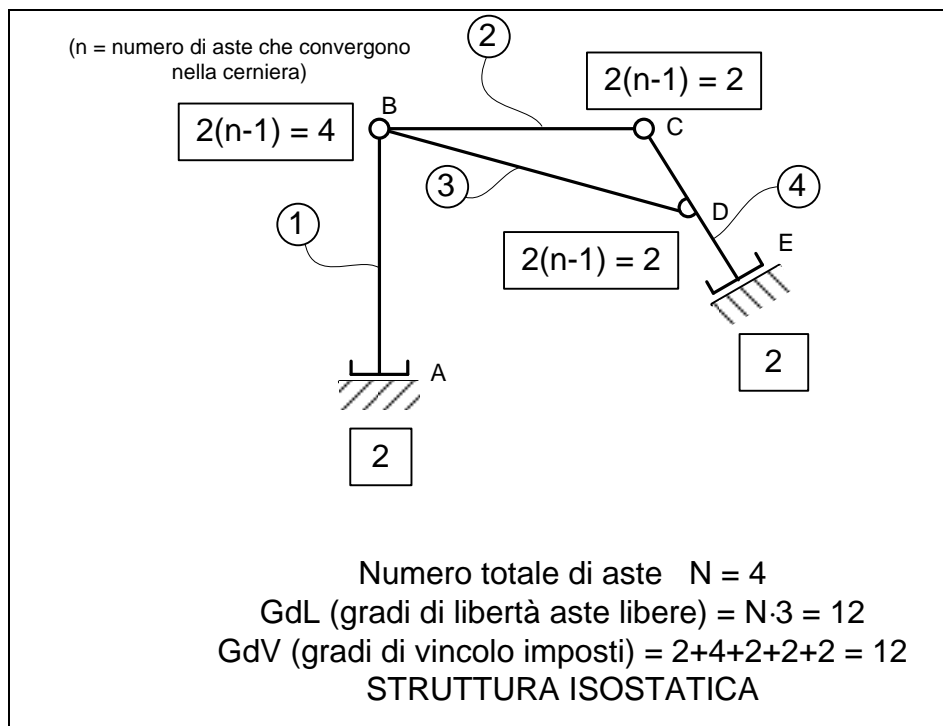 (n = numero di aste che convergono
nella cerniera)
2
2(n-1) = 2
B
2(n-1) = 4
C
3
4
D
1
E
2(n-1) = 2
A
2
2
Numero totale di aste N = 4
GdL (gradi di libertà aste libere) = N·3 = 12
GdV (gradi di vincolo imposti) = 2+4+2+2+2 = 12
STRUTTURA ISOSTATICA